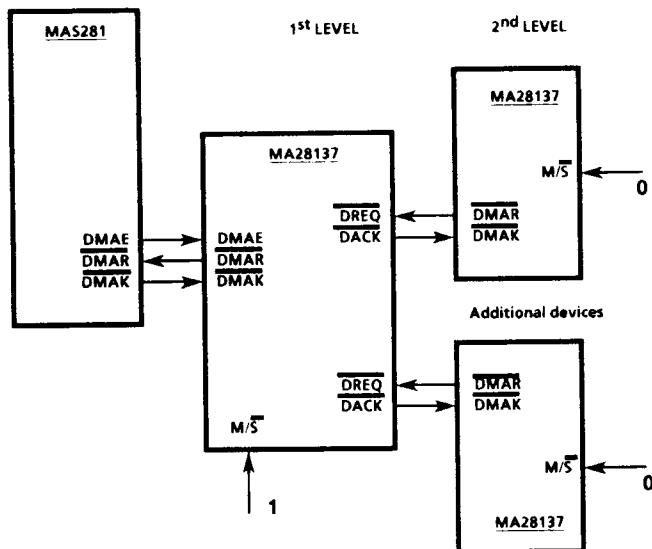 MAS281
DMAE
DMAR
DMAK
1st LEVEL
MA28137
DMAE
DMAR
DMAK
DREQ
DACK
DREQ
DACK
M/S
1
2nd LEVEL
MA28137
M/S
0
DMAR
DMAK
Additional devices
DMAR
DMAK
M/S
0
MA28137